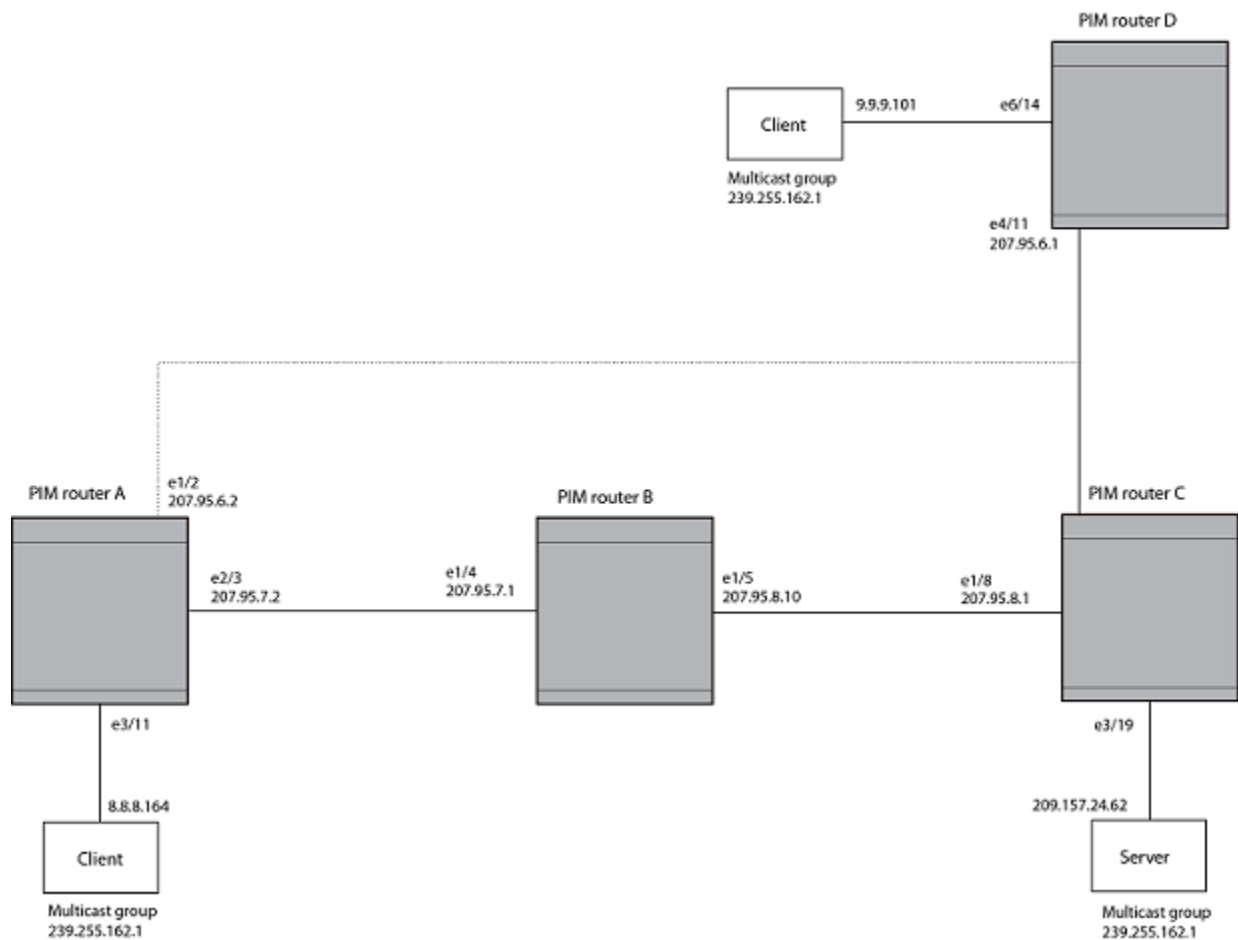 PIM router D
9.9.9.101
e6/14
Client
Multicast group
239.255.162.1
e4/11
207.95.6.1
e1/2
207.95.6.2
PIM router A
PIM router B
PIM router C
e2/3
207.95.7.2
e1/4
207.95.7.1
e1/5
207.95.8.10
e1/8
207.95.8.1
e3/11
e3/19
8.8.8.164
209.157.24.62
Client
Server
Multicast group
239.255.162.1
Multicast group
239.255.162.1